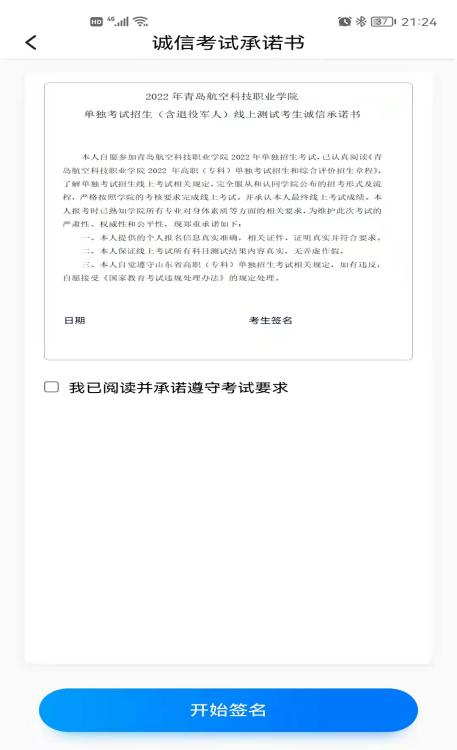 HD 4G 37 21:24
诚信考试承诺书
2022 年青岛航空科技职业学院
单独考试招生（含退役军人）线上测试考生诚信承诺书
本人自愿参加青岛航空科技职业学院 2022 年单独招生考试，已认真阅读《青
岛航空科技职业学院 2022 年高职（专科）单独考试招生和综合评价招生章程》，
了解单独考试招生线上考试相关规定，完全服从和认同学院公布的招考形式及流
程，严格按照学院的考核要求完成线上考试，并承认本人最终线上考试成绩。本
人报考时已熟知学院所有专业对身体素质等方面的相关要求，为维护此次考试的
严肃性、权威性和公平性，现郑重承诺如下：
一、本人提供的个人报名信息真实准确，相关证件、证明真实并符合要求。
二、本人保证线上考试所有科目测试结果内容真实，无弄虚作假。
三、本人自觉遵守山东省高职（专科）单独招生考试相关规定，如有违反，
自愿接受《国家教育考试违规处理办法》的规定处理。
日期 考生签名
我已阅读并承诺遵守考试要求
开始签名